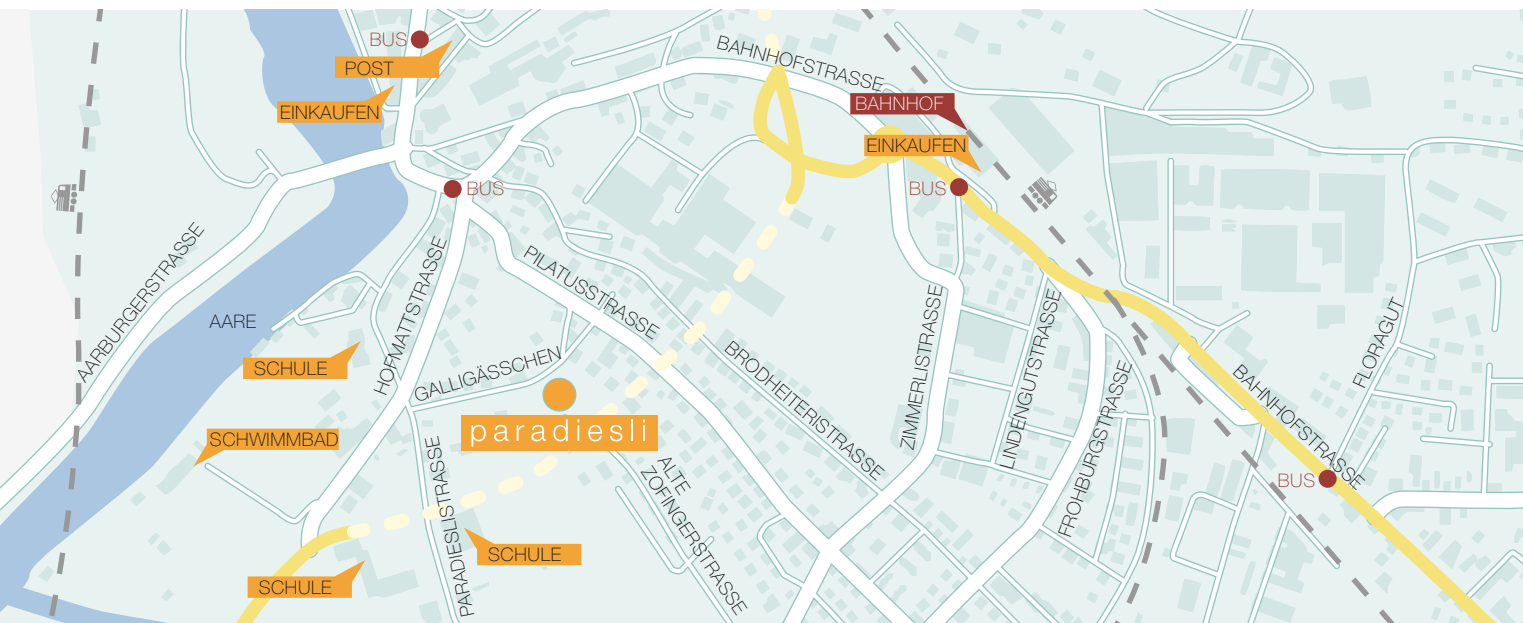 BUS
POST
BAHNHOFSTRASSE
EINKAUFEN
BAHNHOF
EINKAUFEN
BUS
BUS
AARBURGERSTRASSE
HOFMATTSTRASSE
PILATUSSTRASSE
AARE
SCHULE
GALLIGÄSSCHEN
BRODHEITERISTRASSE
ZIMMERLISTRASSE
LINDENGUTSTRASSE
FLORAGUT
FROHBURGSTRASSE
BAHNHOFSTRASSE
paradiesli
SCHWIMMBAD
PARADIESLISTRASSE
ALTE
ZOFINGERSTRASSE
BUS
SCHULE
SCHULE